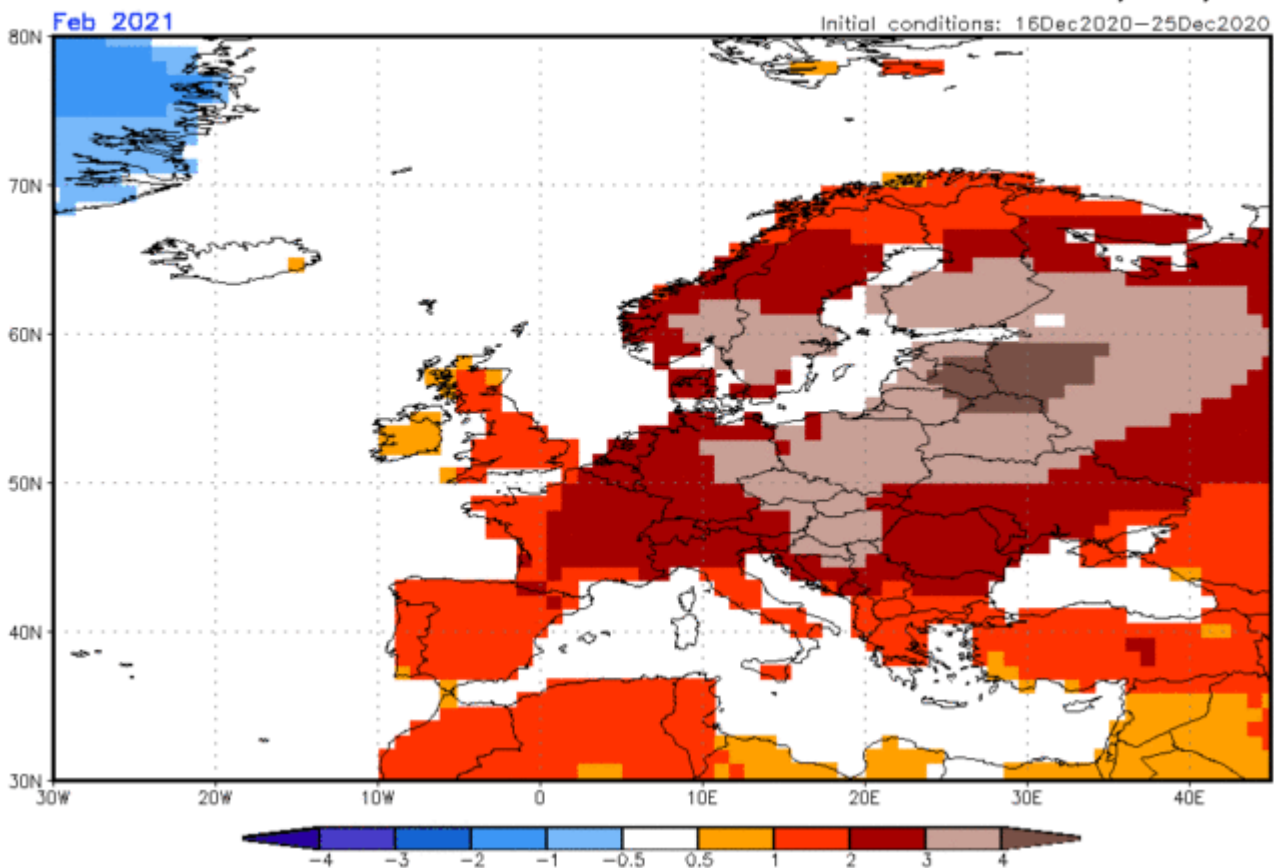 Feb 2021
Initial conditions: 16Dec2020–25Dec2020
80N
70N
60N
50N
40N
30N
30W 20W 10W 0 10E 20E 30E 40E
-4 -3 -2 -1 -0.5 0.5 1 2 3 4